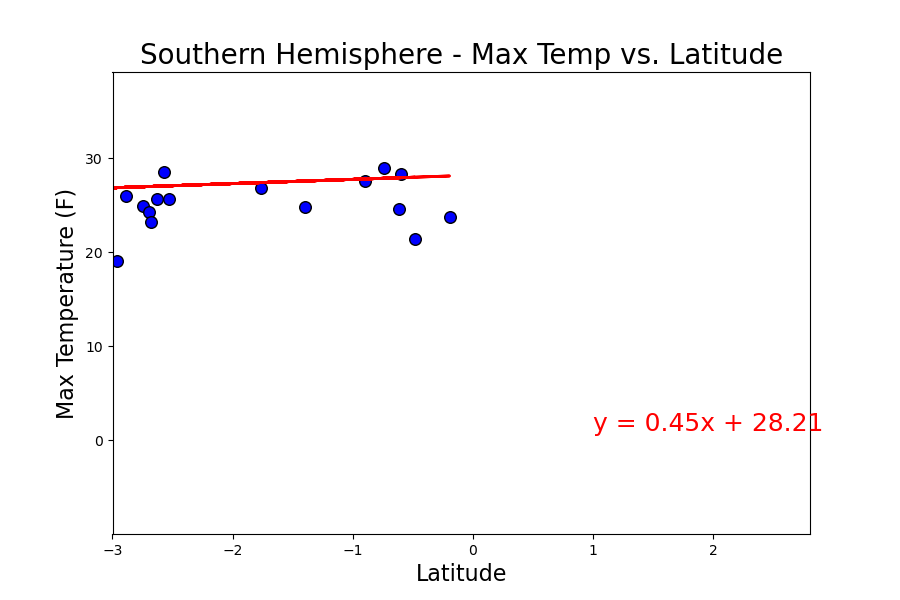 Southern Hemisphere - Max Temp vs. Latitude
Max Temperature (F)
30
20
10
0
y = 0.45x + 28.21
−3
−2
−1
0
1
2
Latitude